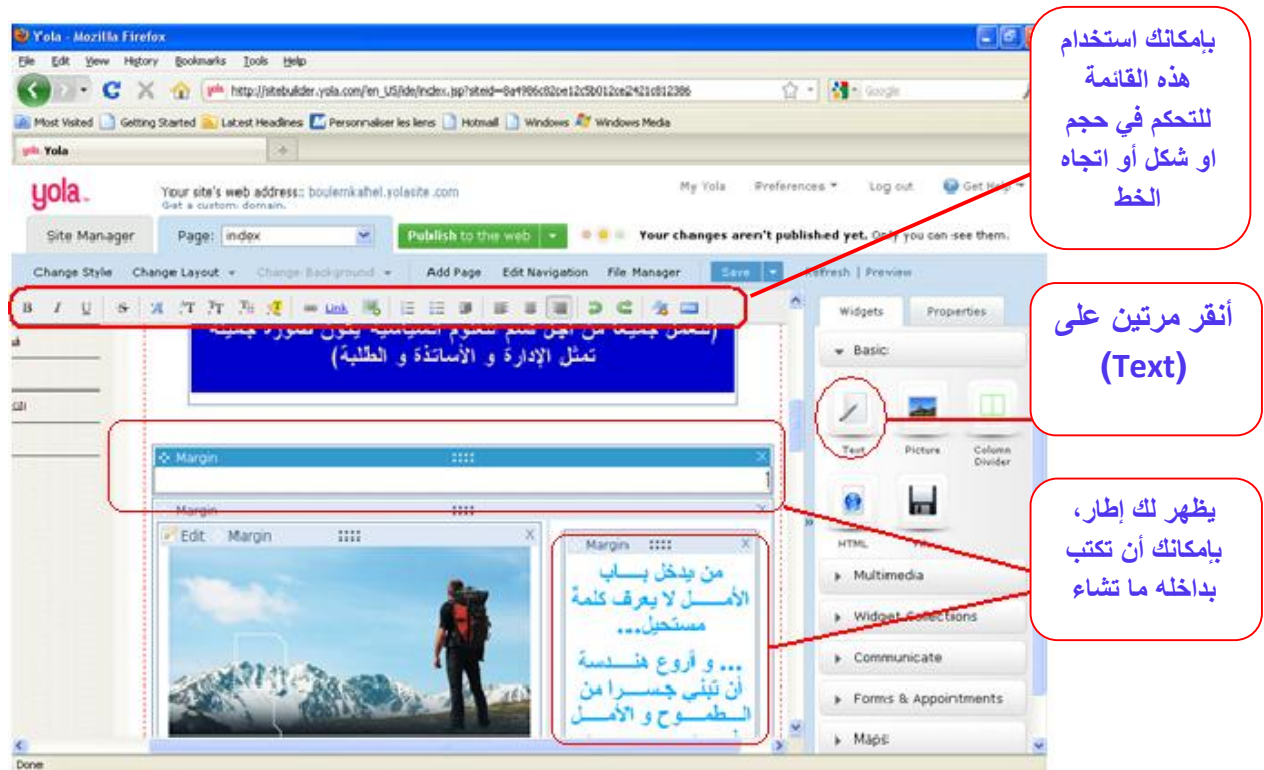 Yola - Mozilla Firefox
File Edit View History Bookmarks Tools Help
http://sitebuilder.yola.com/en_US/ide/index.jsp?siteid=8a4986c82ce12c5b012ce2421c812386
Google
Most Visited Getting Started Latest Headlines Personnaliser les liens Hotmail Windows Windows Media
Yola
yola
Your site's web address:: boulemkahel.yolasite.com
Get a custom domain.
My Yola Preferences Log out Get Help
Site Manager Page: index Publish to the web Your changes aren't published yet. Only you can see them.
Change Style Change Layout Change Background Add Page Edit Navigation File Manager Save Refresh | Preview
B I U S Link
تمثل الإدارة و الأساتذة و الطلبة)
Margin
Margin
Edit Margin
Margin
من يدخل بـــاب
الأمــــل لا يعرف كلمة
مستحيل...
... و أروع هنـــدسة
أن تبني جســـرا من
الـطمـــوح و الأمـــل
Widgets Properties
Basic
Text Picture Column Divider
HTML
Multimedia
Widget Collections
Communicate
Forms & Appointments
Maps
Done
بإمكانك استخدام
هذه القائمة
للتحكم في حجم
او شكل أو اتجاه
الخط
أنقر مرتين على
(Text)
يظهر لك إطار،
بإمكانك أن تكتب
بداخله ما تشاء